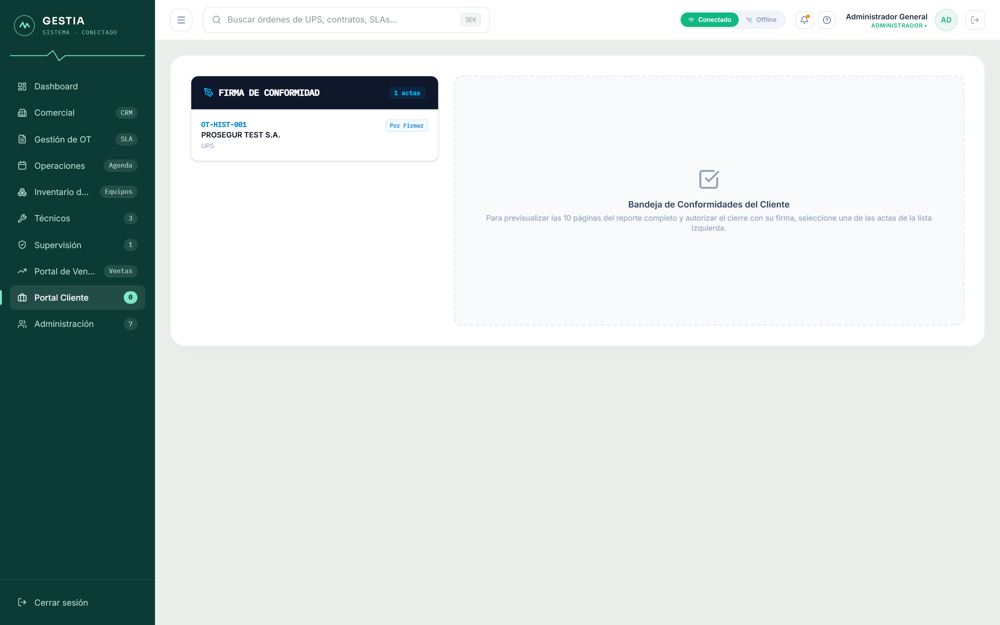 GESTIA
SISTEMA · CONECTADO
Dashboard
Comercial CRM
Gestión de OT SLA
Operaciones Agenda
Inventario d... Equipos
Técnicos 3
Supervisión 1
Portal de Ven... Ventas
Portal Cliente 0
Administración 7
Cerrar sesión
Buscar órdenes de UPS, contratos, SLAs... ⌘K
Conectado Offline
Administrador General
ADMINISTRADOR •
AD
FIRMA DE CONFORMIDAD 1 actas
OT-HIST-001 Por Firmar
PROSEGUR TEST S.A.
UPS
Bandeja de Conformidades del Cliente
Para previsualizar las 10 páginas del reporte completo y autorizar el cierre con su firma, seleccione una de las actas de la lista
izquierda.